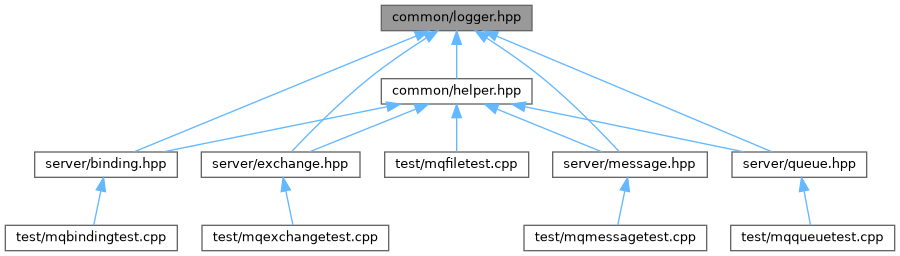 common/logger.hpp
common/helper.hpp
server/binding.hpp
server/exchange.hpp
test/mqfiletest.cpp
server/message.hpp
server/queue.hpp
test/mqbindingtest.cpp
test/mqexchangetest.cpp
test/mqmessagetest.cpp
test/mqqueuetest.cpp